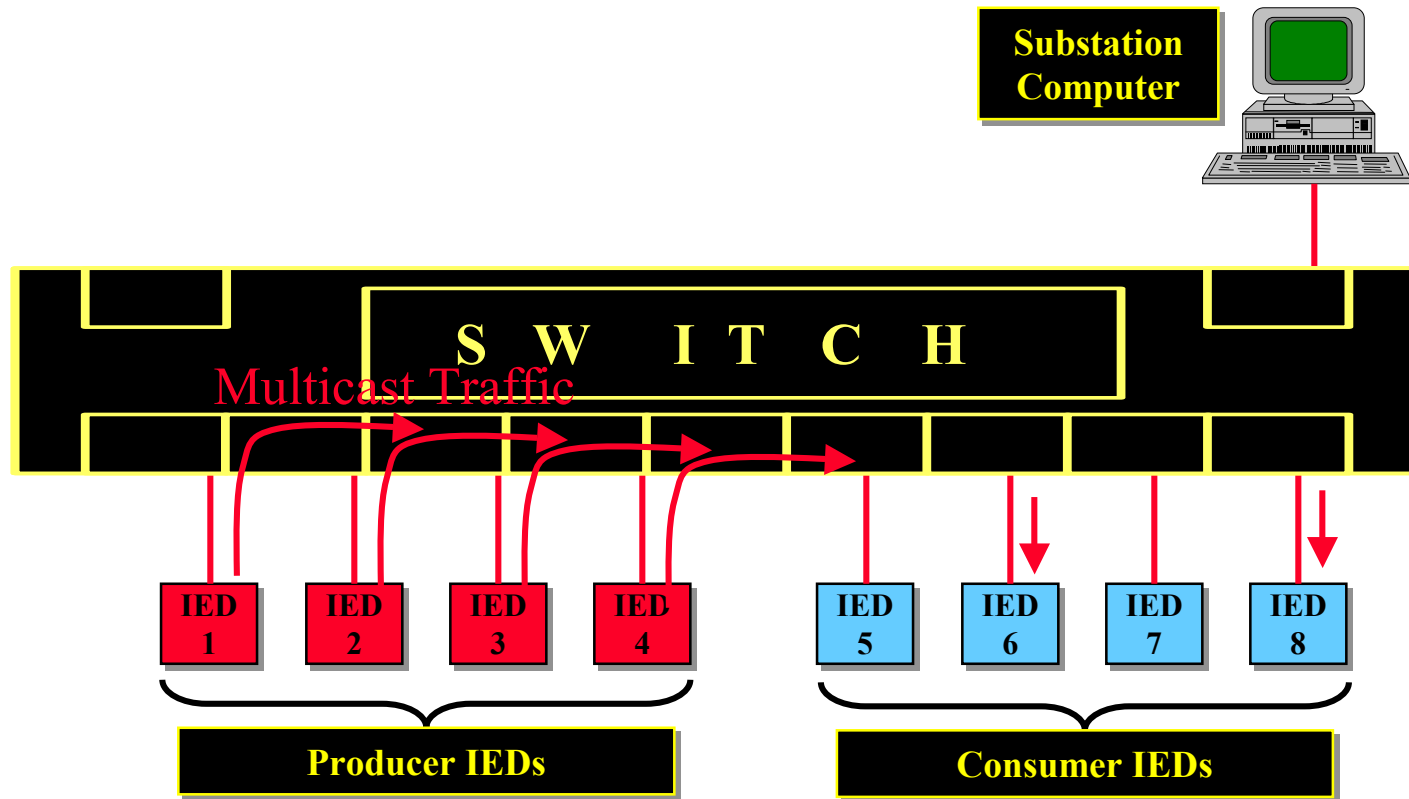 Substation
Computer
S W I T C H
Multicast Traffic
IED
1
IED
2
IED
3
IED
4
IED
5
IED
6
IED
7
IED
8
Producer IEDs
Consumer IEDs